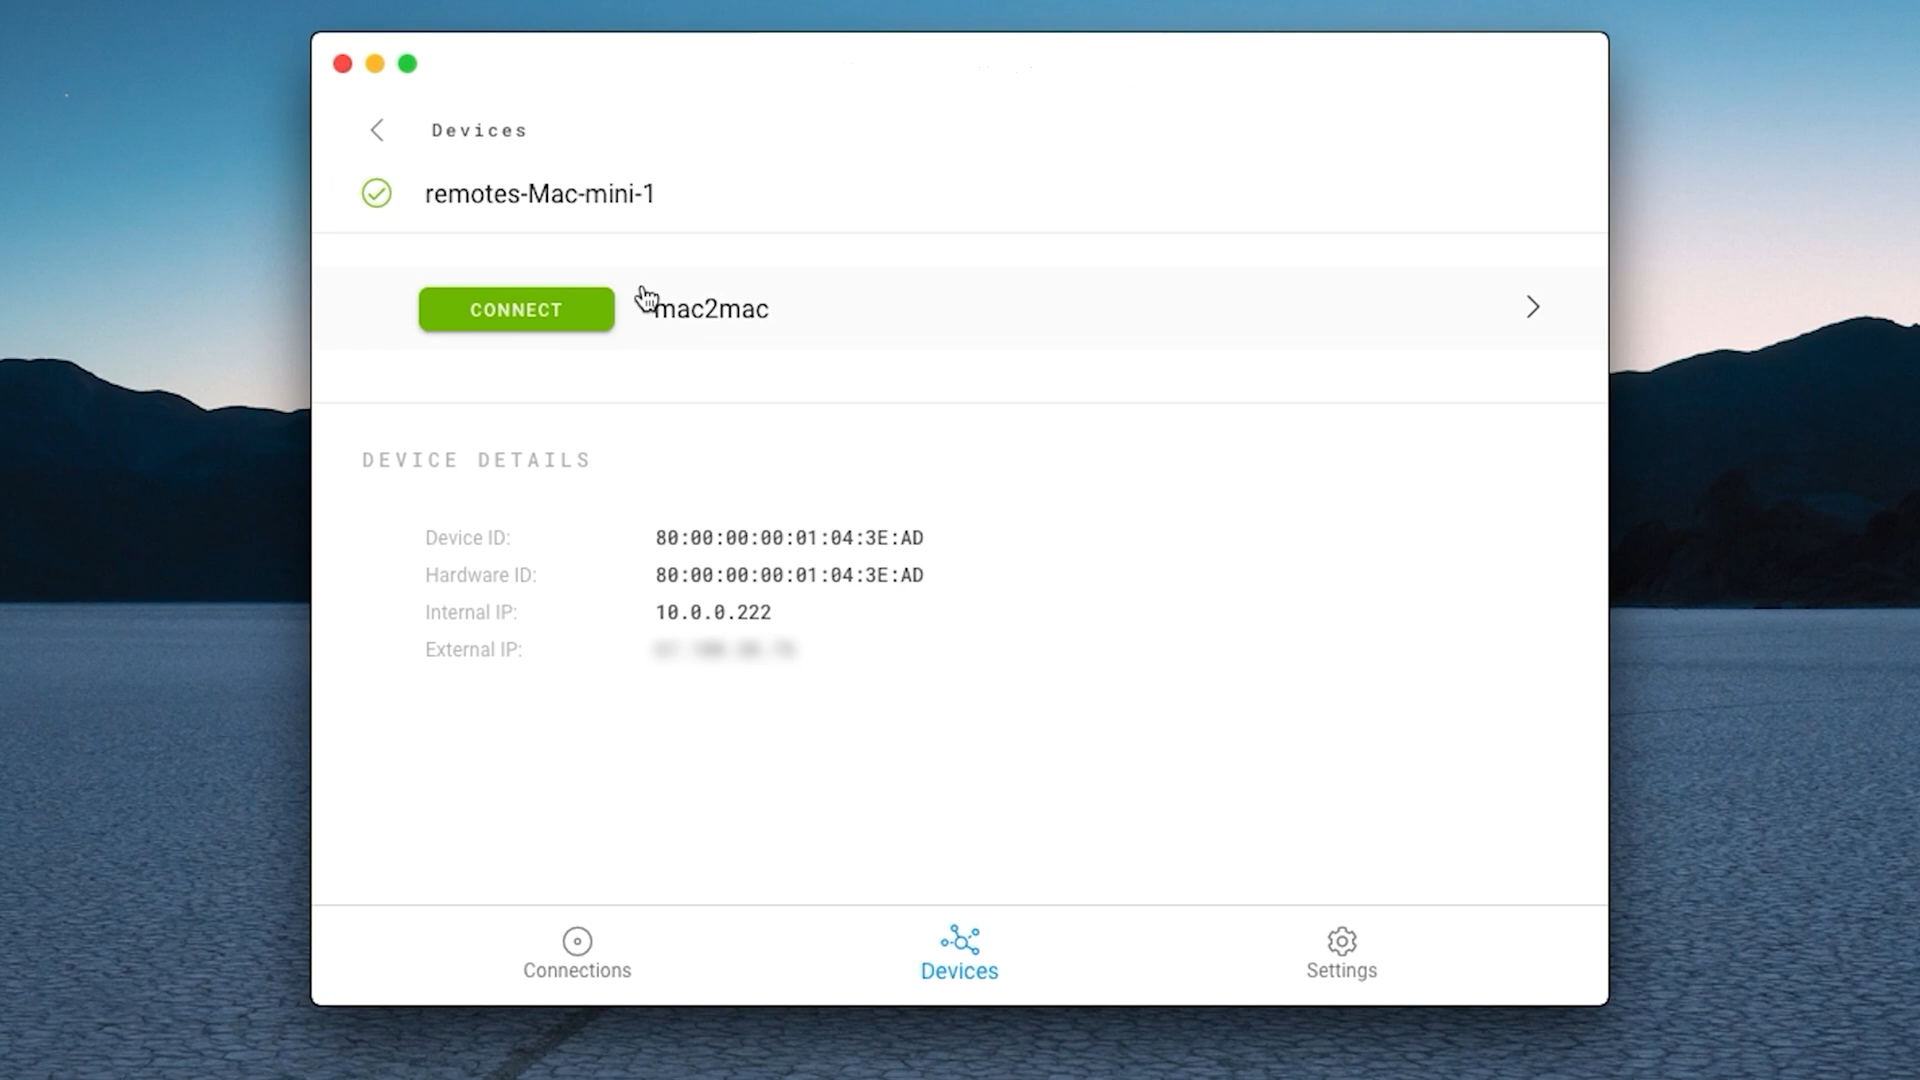 Devices
remotes-Mac-mini-1
CONNECT mac2mac
DEVICE DETAILS
Device ID: 80:00:00:00:01:04:3E:AD
Hardware ID: 80:00:00:00:01:04:3E:AD
Internal IP: 10.0.0.222
External IP:
Connections Devices Settings